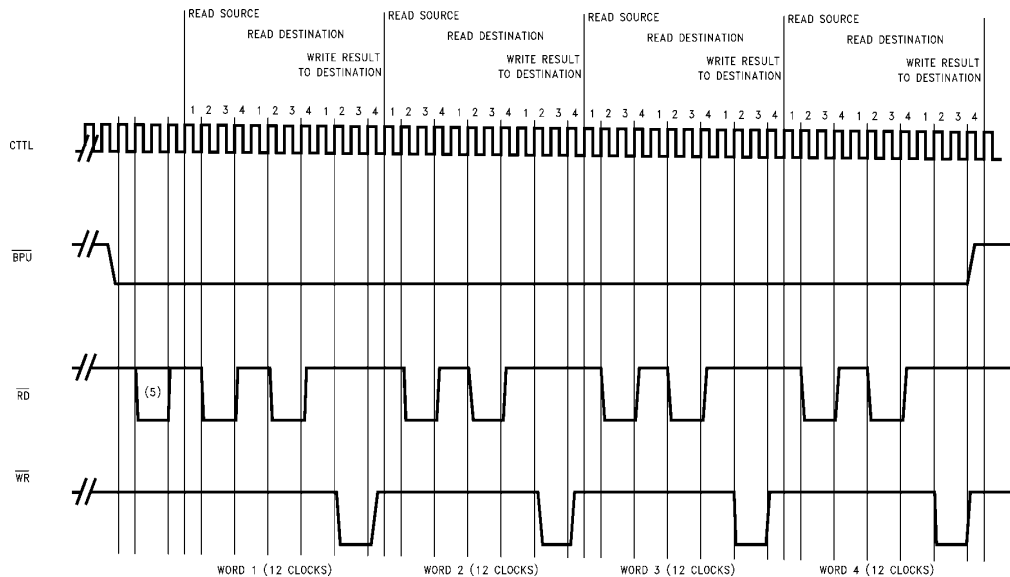 READ SOURCE READ SOURCE READ SOURCE READ SOURCE
READ DESTINATION READ DESTINATION READ DESTINATION READ DESTINATION
WRITE RESULT WRITE RESULT WRITE RESULT WRITE RESULT
TO DESTINATION TO DESTINATION TO DESTINATION TO DESTINATION
1 2 3 4 1 2 3 4 1 2 3 4 1 2 3 4 1 2 3 4 1 2 3 4 1 2 3 4 1 2 3 4 1 2 3 4 1 2 3 4 1 2 3 4 1 2 3 4
CTTL
BPU
RD
(5)
WR
WORD 1 (12 CLOCKS) WORD 2 (12 CLOCKS) WORD 3 (12 CLOCKS) WORD 4 (12 CLOCKS)